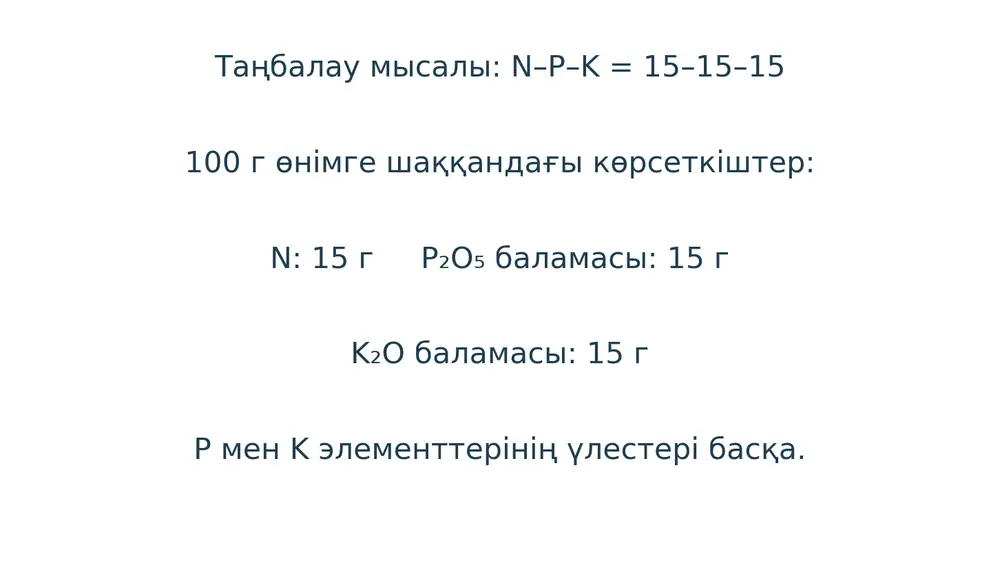 Таңбалау мысалы: N–P–K = 15–15–15
100 г өнімге шаққандағы көрсеткіштер:
N: 15 г     P₂O₅ баламасы: 15 г
K₂O баламасы: 15 г
P мен K элементтерінің үлестері басқа.